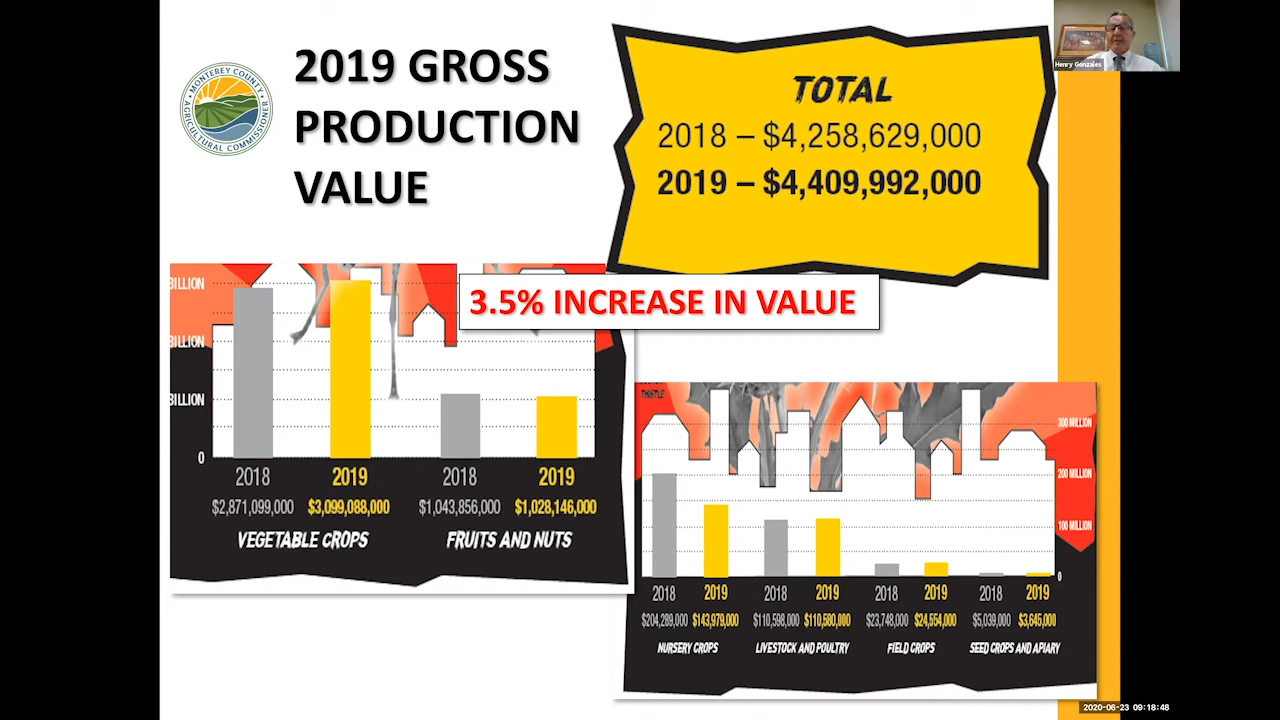 2019 GROSS
PRODUCTION
VALUE
MONTEREY COUNTY
AGRICULTURAL COMMISSIONER
TOTAL
2018 – $4,258,629,000
2019 – $4,409,992,000
Henry Gonzales
3.5% INCREASE IN VALUE
BILLION
BILLION
BILLION
0
2018 2019 2018 2019
$2,871,099,000 $3,099,088,000 $1,043,856,000 $1,028,146,000
VEGETABLE CROPS FRUITS AND NUTS
THISTLE
300 MILLION
200 MILLION
100 MILLION
0
2018 2019 2018 2019 2018 2019 2018 2019
$204,289,000 $143,979,000 $110,598,000 $110,580,000 $23,748,000 $24,554,000 $5,039,000 $3,645,000
NURSERY CROPS LIVESTOCK AND POULTRY FIELD CROPS SEED CROPS AND APIARY
2020-06-23 09:18:48